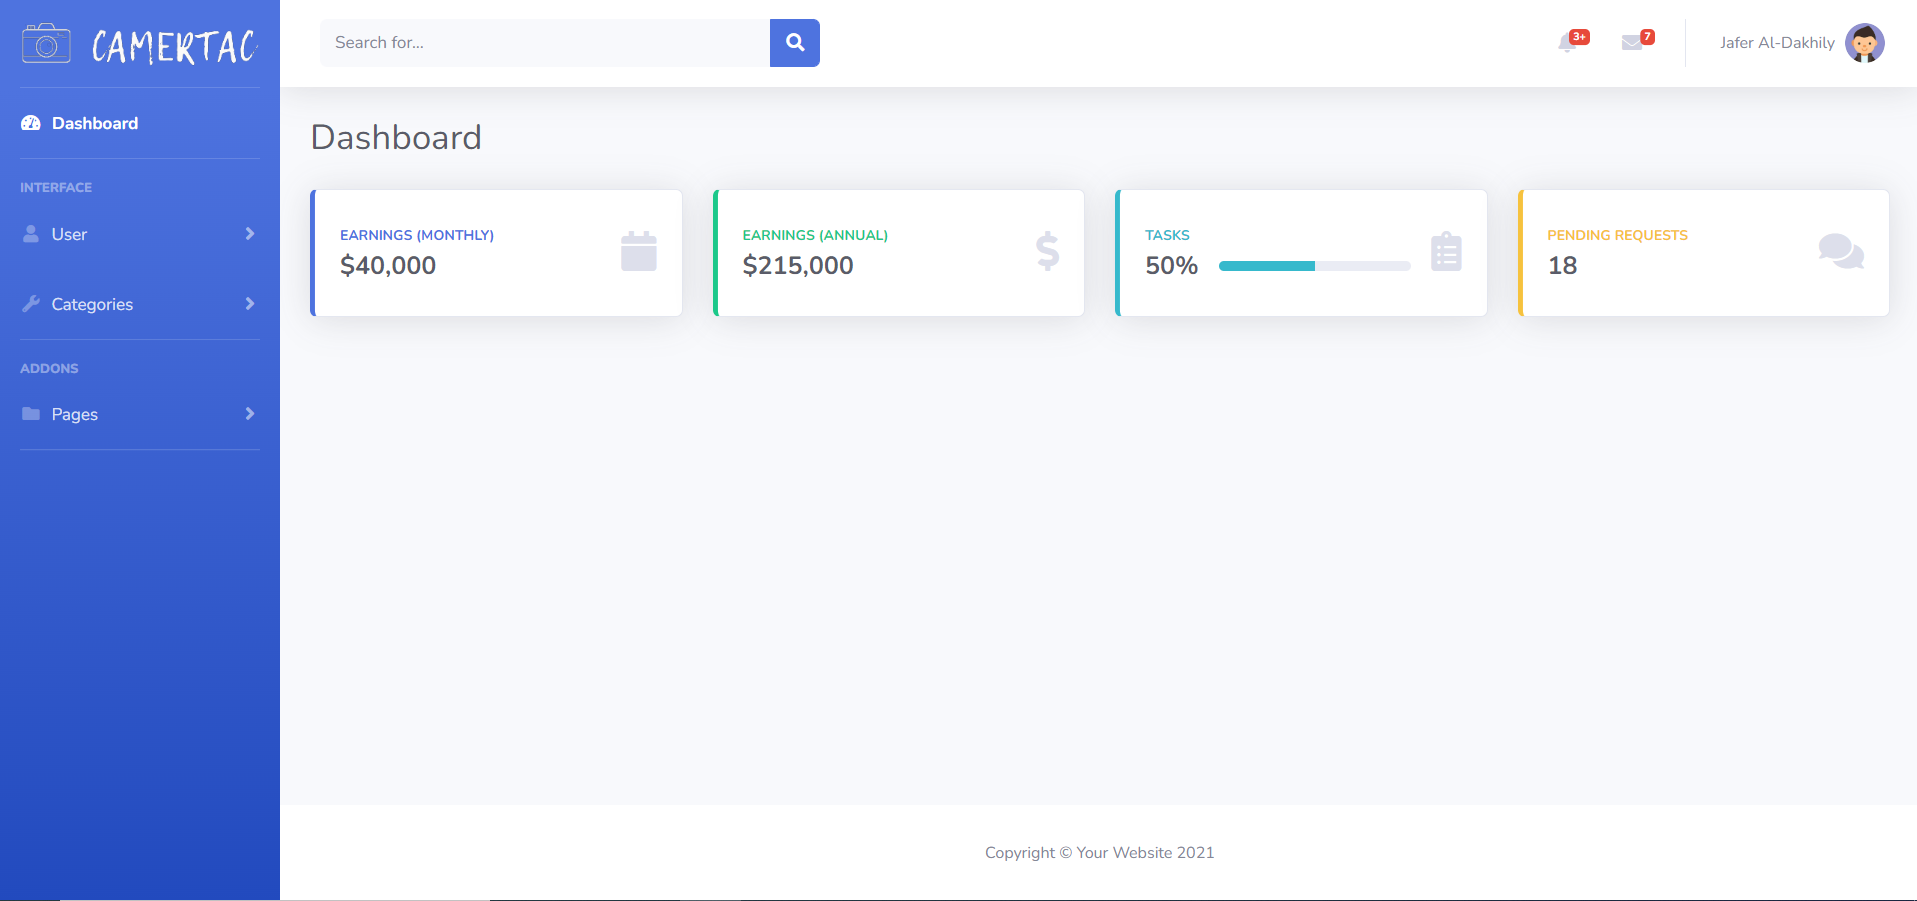 CAMERTAC
Search for...
3+
7
Jafer Al-Dakhily
Dashboard
INTERFACE
User
Categories
ADDONS
Pages
Dashboard
EARNINGS (MONTHLY)
$40,000
EARNINGS (ANNUAL)
$215,000
TASKS
50%
PENDING REQUESTS
18
Copyright © Your Website 2021